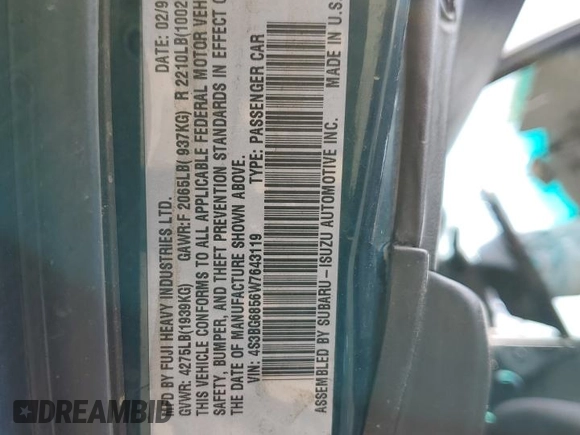 MFD BY FUJI HEAVY INDUSTRIES LTD. DATE: 02/9
GVWR: 4275LB(1939KG) GAWR:F 2065LB( 937KG) R 2210LB(1002
THIS VEHICLE CONFORMS TO ALL APPLICABLE FEDERAL MOTOR VEH
SAFETY, BUMPER, AND THEFT PREVENTION STANDARDS IN EFFECT O
THE DATE OF MANUFACTURE SHOWN ABOVE.
VIN: 4S3BG6856W7643119 TYPE: PASSENGER CAR
ASSEMBLED BY SUBARU-ISUZU AUTOMOTIVE INC. MADE IN U.S
DREAMBID